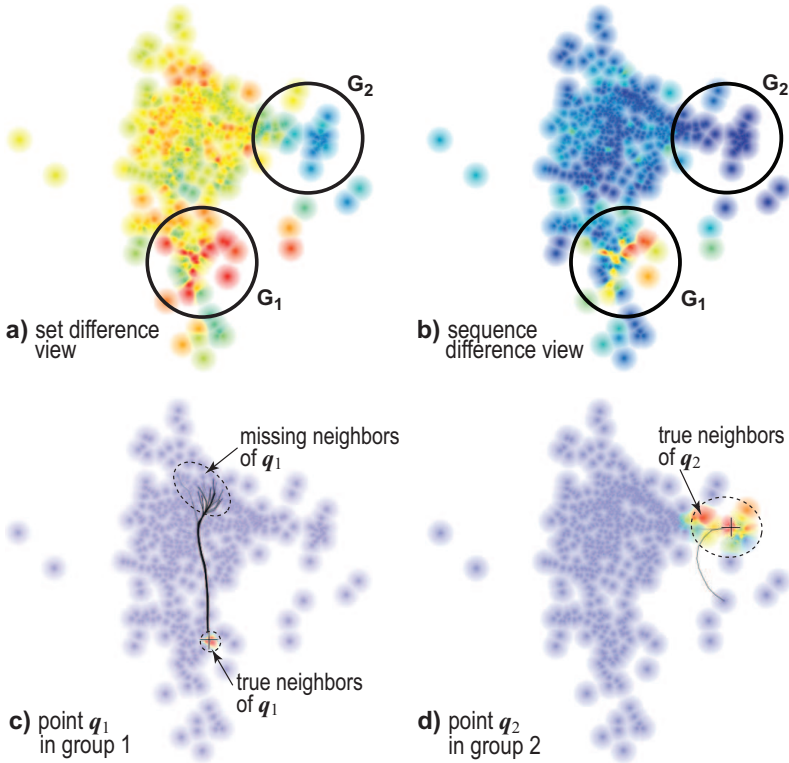 G2
G2
G1
G1
a) set difference
view
b) sequence
difference view
missing neighbors
of q1
true neighbors
of q2
true neighbors
of q1
c) point q1
in group 1
d) point q2
in group 2